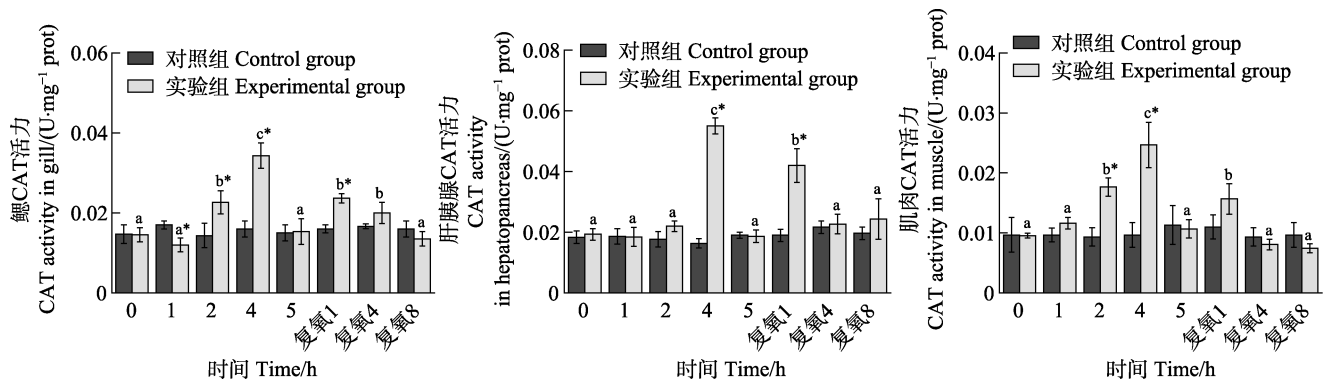 鳃CAT活力
CAT activity in gill/(U·mg⁻¹ prot)
0.06
0.04
0.02
0
对照组 Control group
实验组 Experimental group
a
a*
b*
c*
a
b*
b
a
0
1
2
4
5
复氧1
复氧4
复氧8
时间 Time/h
肝胰腺CAT活力
CAT activity
in hepatopancreas/(U·mg⁻¹ prot)
0.08
0.06
0.04
0.02
0
对照组 Control group
实验组 Experimental group
a
a
a
c*
a
b*
a
a
0
1
2
4
5
复氧1
复氧4
复氧8
时间 Time/h
肌肉CAT活力
CAT activity in muscle/(U·mg⁻¹ prot)
0.04
0.03
0.010
0.01
0
对照组 Control group
实验组 Experimental group
a
a
b*
c*
a
b
a
a
0
1
2
4
5
复氧1
复氧4
复氧8
时间 Time/h